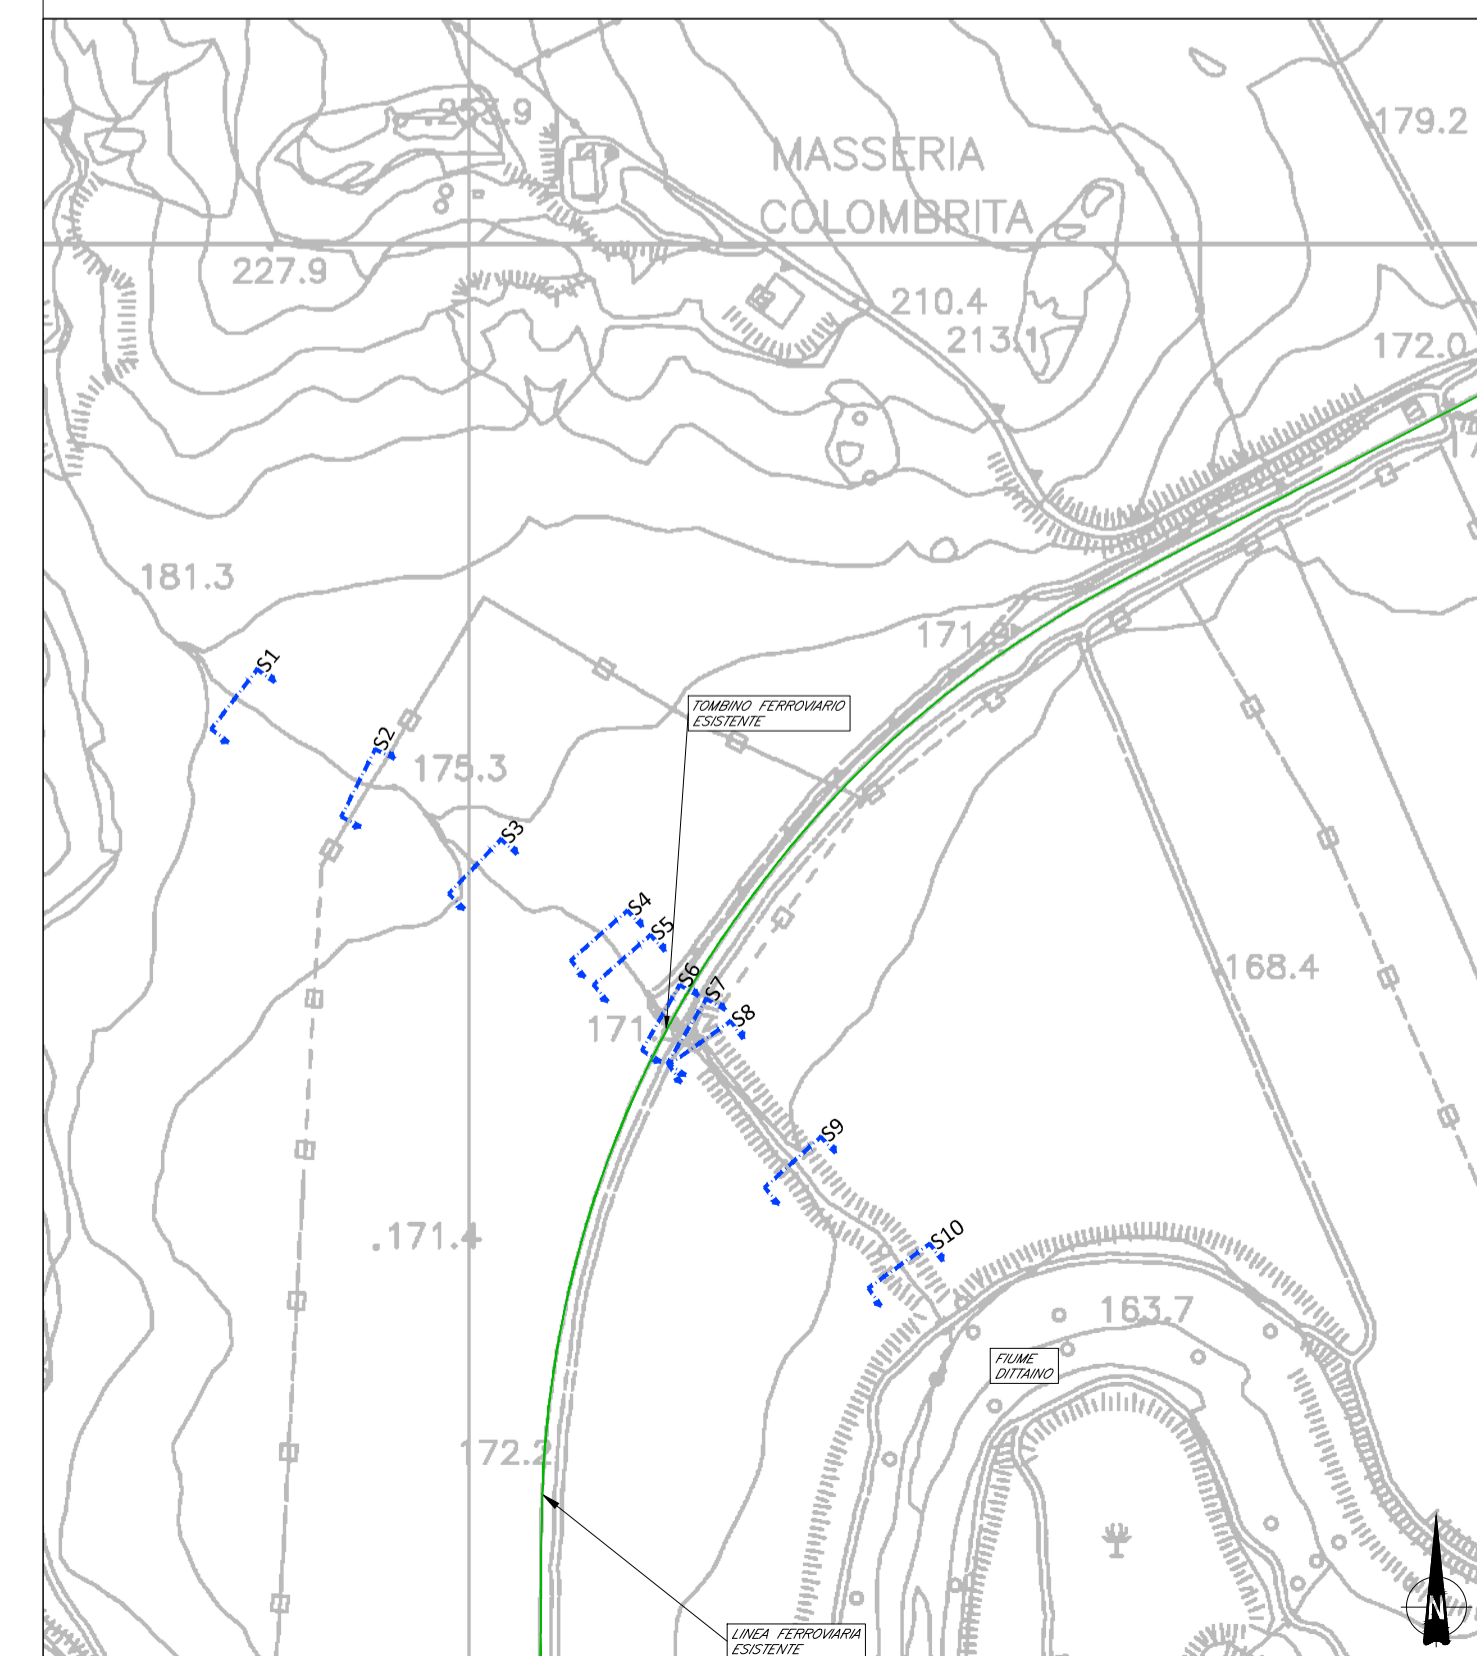 179.2
MASSERIA
COLOMBRITA
227.9
210.4
213.1
172.0
181.3
171
S1
TOMBINO FERROVIARIO
ESISTENTE
S2
175.3
S3
S4
S5
168.4
S6
S7
S8
171.
S9
.171.4
S10
163.7
FIUME
DITTAINO
172.2
N
LINEA FERROVIARIA
ESISTENTE